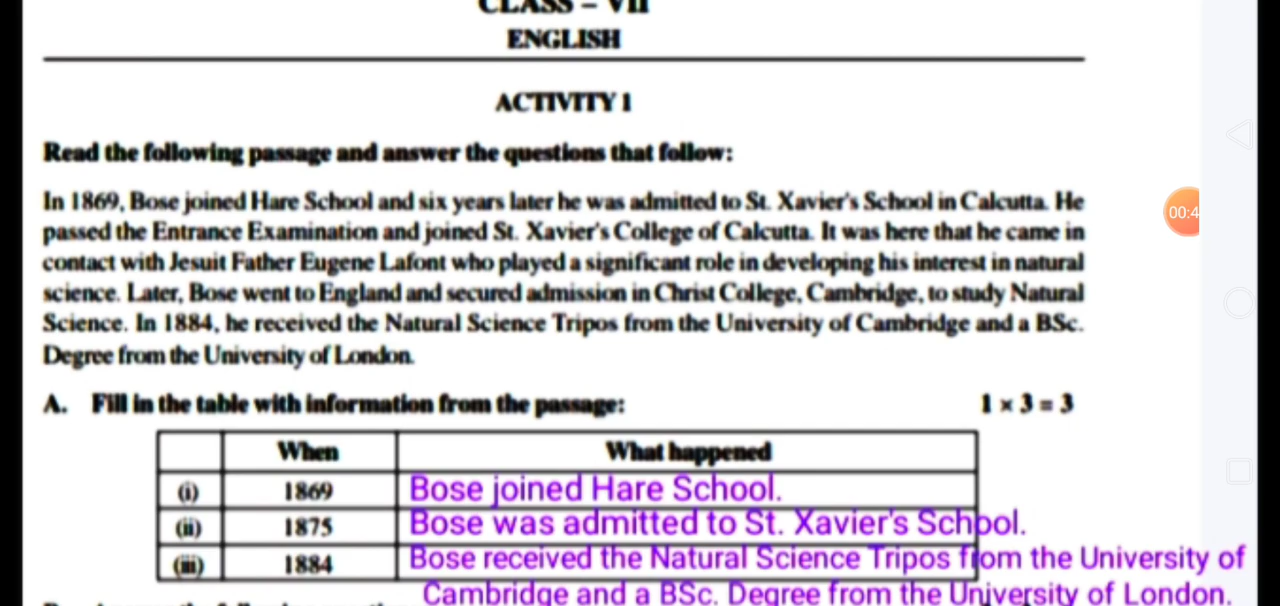 CLASS – VII
ENGLISH
ACTIVITY 1
Read the following passage and answer the questions that follow:
In 1869, Bose joined Hare School and six years later he was admitted to St. Xavier's School in Calcutta. He
passed the Entrance Examination and joined St. Xavier's College of Calcutta. It was here that he came in
contact with Jesuit Father Eugene Lafont who played a significant role in developing his interest in natural
science. Later, Bose went to England and secured admission in Christ College, Cambridge, to study Natural
Science. In 1884, he received the Natural Science Tripos from the University of Cambridge and a BSc.
Degree from the University of London.
A. Fill in the table with information from the passage: 1 × 3 = 3
When What happened
(i) 1869 Bose joined Hare School.
(ii) 1875 Bose was admitted to St. Xavier's School.
(iii) 1884 Bose received the Natural Science Tripos from the University of
Cambridge and a BSc. Degree from the University of London.
00:4